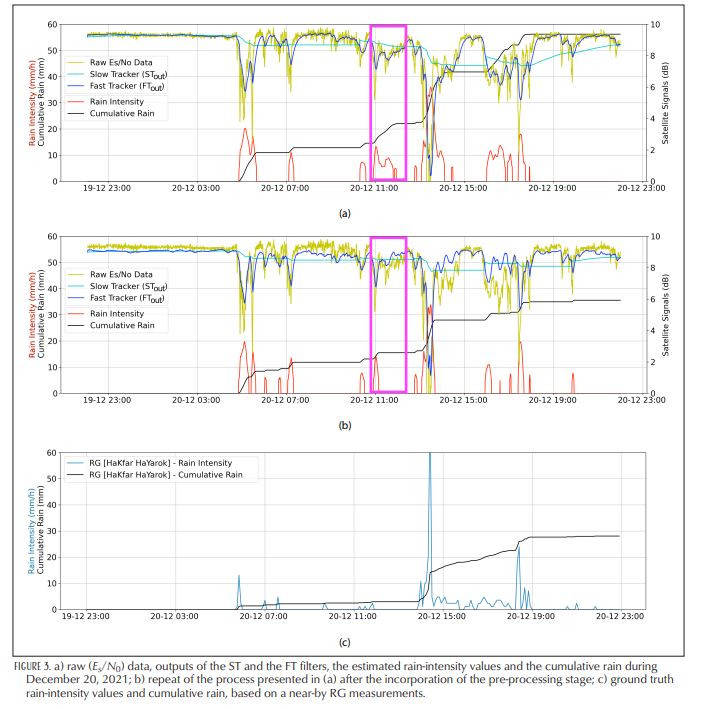 60
50
40
30
20
10
0
Rain Intensity (mm/h)
Cumulative Rain (mm)
Raw Es/No Data
Slow Tracker (STout)
Fast Tracker (FTout)
Rain Intensity
Cumulative Rain
10
8
6
4
2
0
Satellite Signals (dB)
19-12 23:00 20-12 03:00 20-12 07:00 20-12 11:00 20-12 15:00 20-12 19:00 20-12 23:00
(a)
60
50
40
30
20
10
0
Rain Intensity (mm/h)
Cumulative Rain (mm)
Raw Es/No Data
Slow Tracker (STout)
Fast Tracker (FTout)
Rain Intensity
Cumulative Rain
10
8
6
4
2
0
Satellite Signals (dB)
19-12 23:00 20-12 03:00 20-12 07:00 20-12 11:00 20-12 15:00 20-12 19:00 20-12 23:00
(b)
60
50
40
30
20
10
0
Rain Intensity (mm/h)
Cumulative Rain (mm)
RG [HaKfar HaYarok] - Rain Intensity
RG [HaKfar HaYarok] - Cumulative Rain
19-12 23:00 20-12 03:00 20-12 07:00 20-12 11:00 20-12 15:00 20-12 19:00 20-12 23:00
(c)
FIGURE 3. a) raw (Es/N0) data, outputs of the ST and the FT filters, the estimated rain-intensity values and the cumulative rain during
December 20, 2021; b) repeat of the process presented in (a) after the incorporation of the pre-processing stage; c) ground truth
rain-intensity values and cumulative rain, based on a near-by RG measurements.